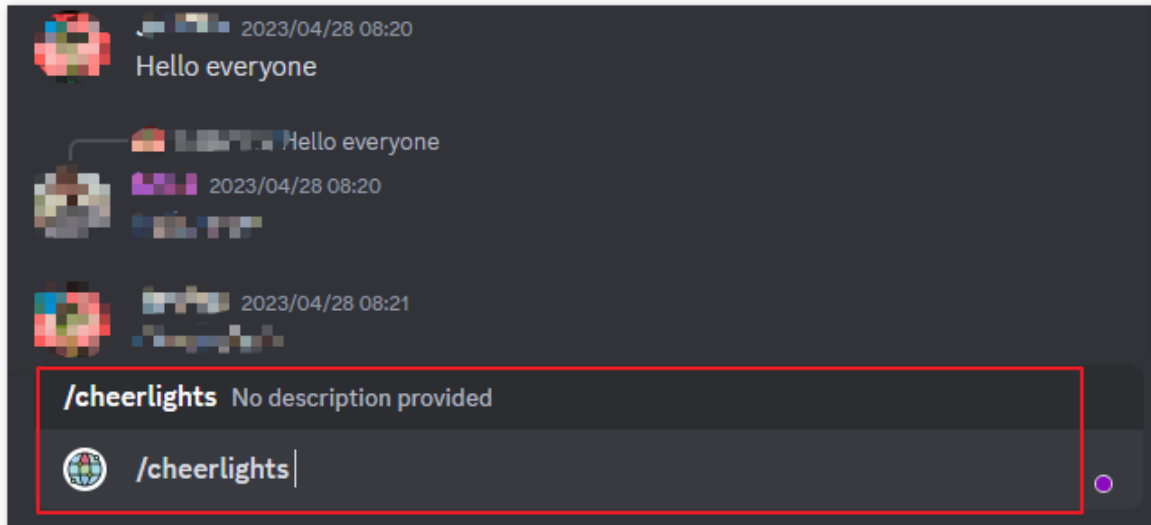 2023/04/28 08:20
Hello everyone
Hello everyone
2023/04/28 08:20
2023/04/28 08:21
/cheerlights No description provided
/cheerlights